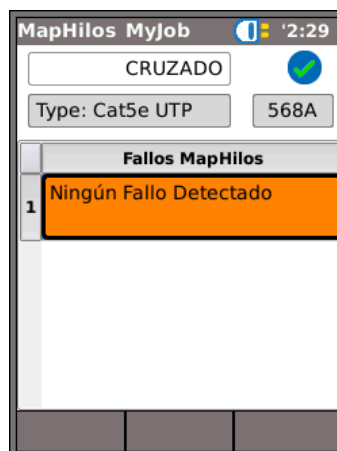 MapHilos MyJob '2:29
CRUZADO
Type: Cat5e UTP 568A
Fallos MapHilos
1 Ningún Fallo Detectado